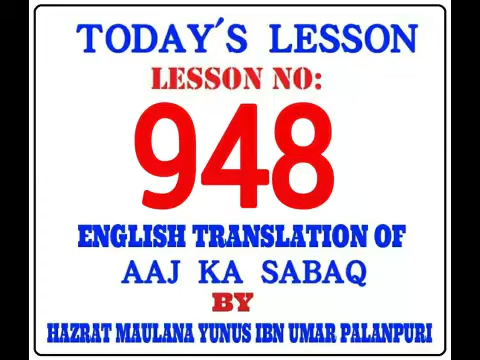 TODAY´S LESSON
LESSON NO:
948
ENGLISH TRANSLATION OF
AAJ KA SABAQ
BY
HAZRAT MAULANA YUNUS IBN UMAR PALANPURI